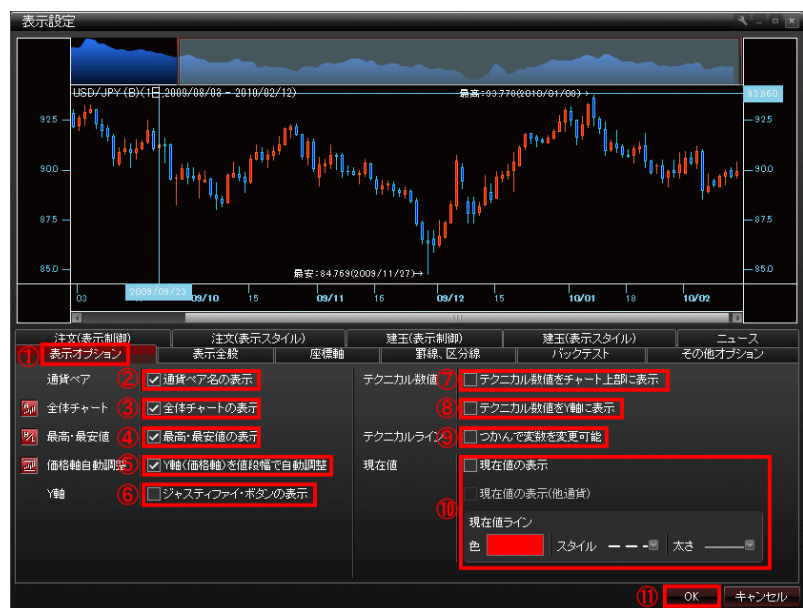 表示設定
USD/JPY (B)(1日,2009/08/03 - 2010/02/12)
最高:93.770(2010/01/08)→
93.860
92.5
92.5
90.0
90.0
87.5
87.5
85.0
85.0
最安:84.769(2009/11/27)→
03
2009/09/23
09/10
15
09/11
16
09/12
15
10/01
18
10/02
注文(表示制御)
注文(表示スタイル)
建玉(表示制御)
建玉(表示スタイル)
ニュース
① 表示オプション
表示全般
座標軸
罫線、区分線
バックテスト
その他オプション
通貨ペア ② 通貨ペア名の表示
テクニカル数値 ⑦ テクニカル数値をチャート上部に表示
全体チャート ③ 全体チャートの表示
⑧ テクニカル数値をY軸に表示
最高・最安値 ④ 最高・最安値の表示
テクニカルライン ⑨ つかんで変数を変更可能
価格軸自動調整 ⑤ Y軸(価格軸)を値段幅で自動調整
現在値
現在値の表示
Y軸 ⑥ ジャスティファイ・ボタンの表示
⑩
現在値の表示(他通貨)
現在値ライン
色 スタイル 太さ
⑪ OK
キャンセル